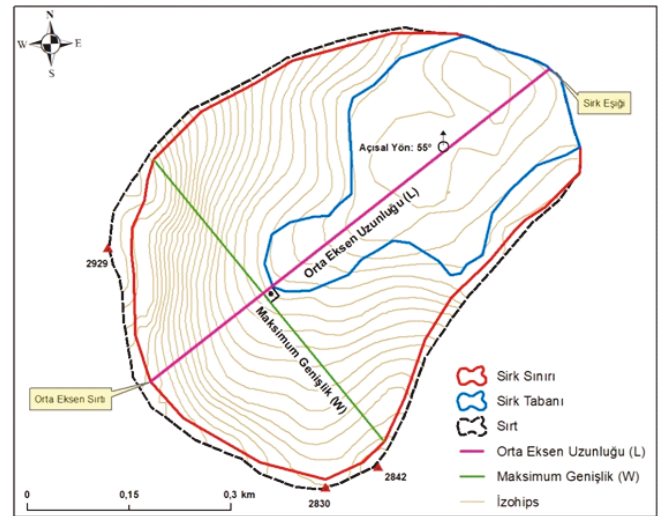 N
W E
S
Sirk Eşiği
Açısal Yön: 55°
Orta Eksen Uzunluğu (L)
2929
Maksimum Genişlik (W)
Orta Eksen Sırtı
2842
2830
0 0,15 0,3 km
Sirk Sınırı
Sirk Tabanı
Sırt
Orta Eksen Uzunluğu (L)
Maksimum Genişlik (W)
İzohips